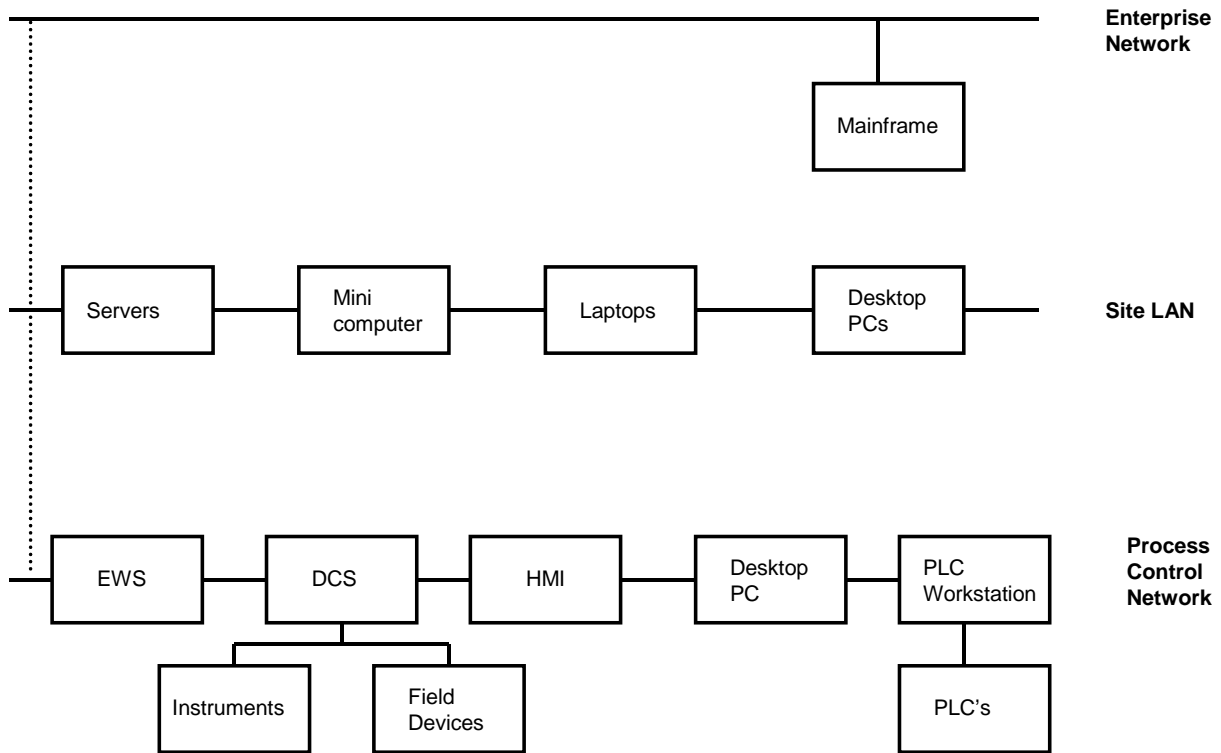 Enterprise
Network
Mainframe
Servers
Mini
computer
Laptops
Desktop
PCs
Site LAN
EWS
DCS
HMI
Desktop
PC
PLC
Workstation
Process
Control
Network
Instruments
Field
Devices
PLC's